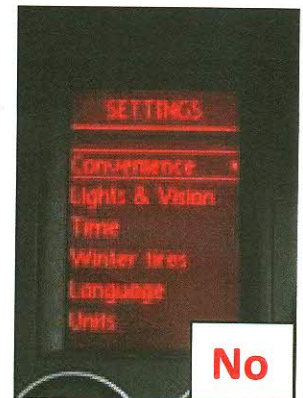 SETTINGS
Convenience
Lights & Vision
Time
Winter tires
Language
Units
No